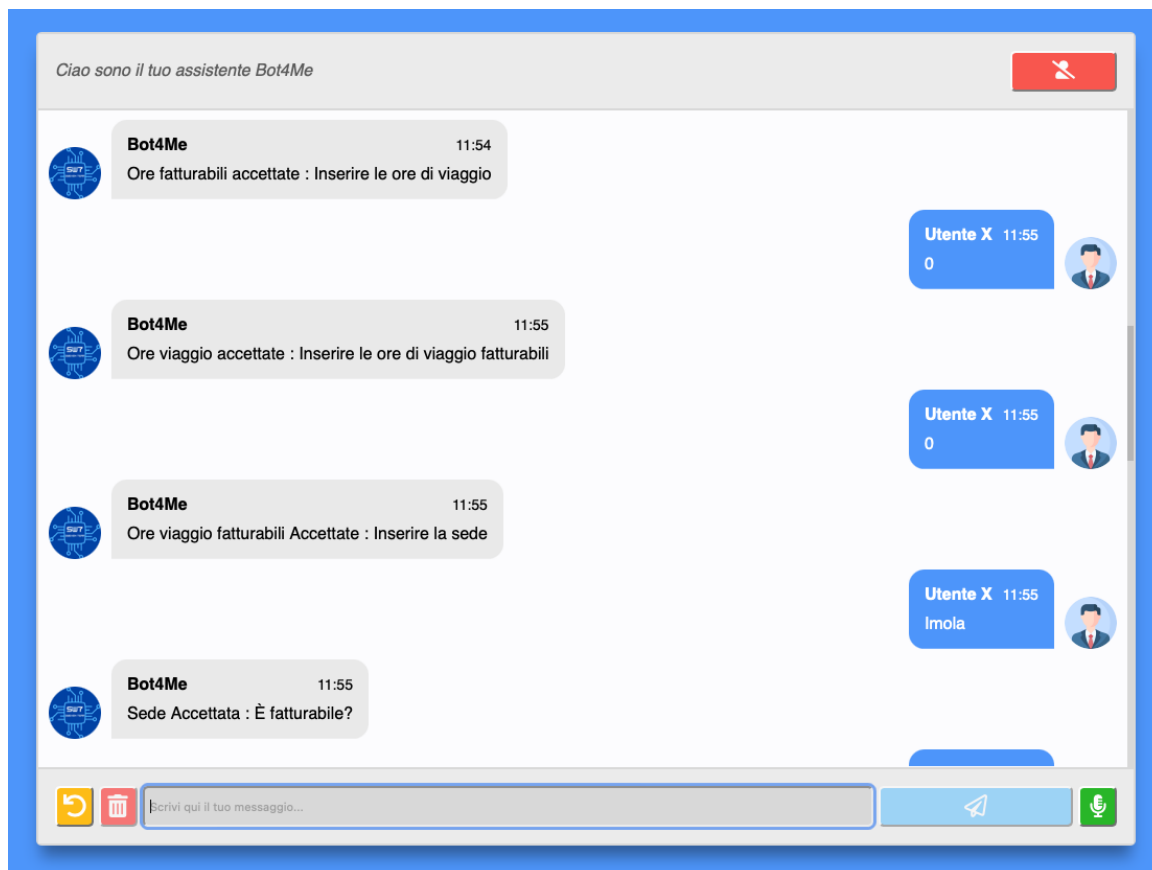 Ciao sono il tuo assistente Bot4Me
Bot4Me 11:54
Ore fatturabili accettate : Inserire le ore di viaggio
Utente X 11:55
0
Bot4Me 11:55
Ore viaggio accettate : Inserire le ore di viaggio fatturabili
Utente X 11:55
0
Bot4Me 11:55
Ore viaggio fatturabili Accettate : Inserire la sede
Utente X 11:55
Imola
Bot4Me 11:55
Sede Accettata : È fatturabile?
Scrivi qui il tuo messaggio...